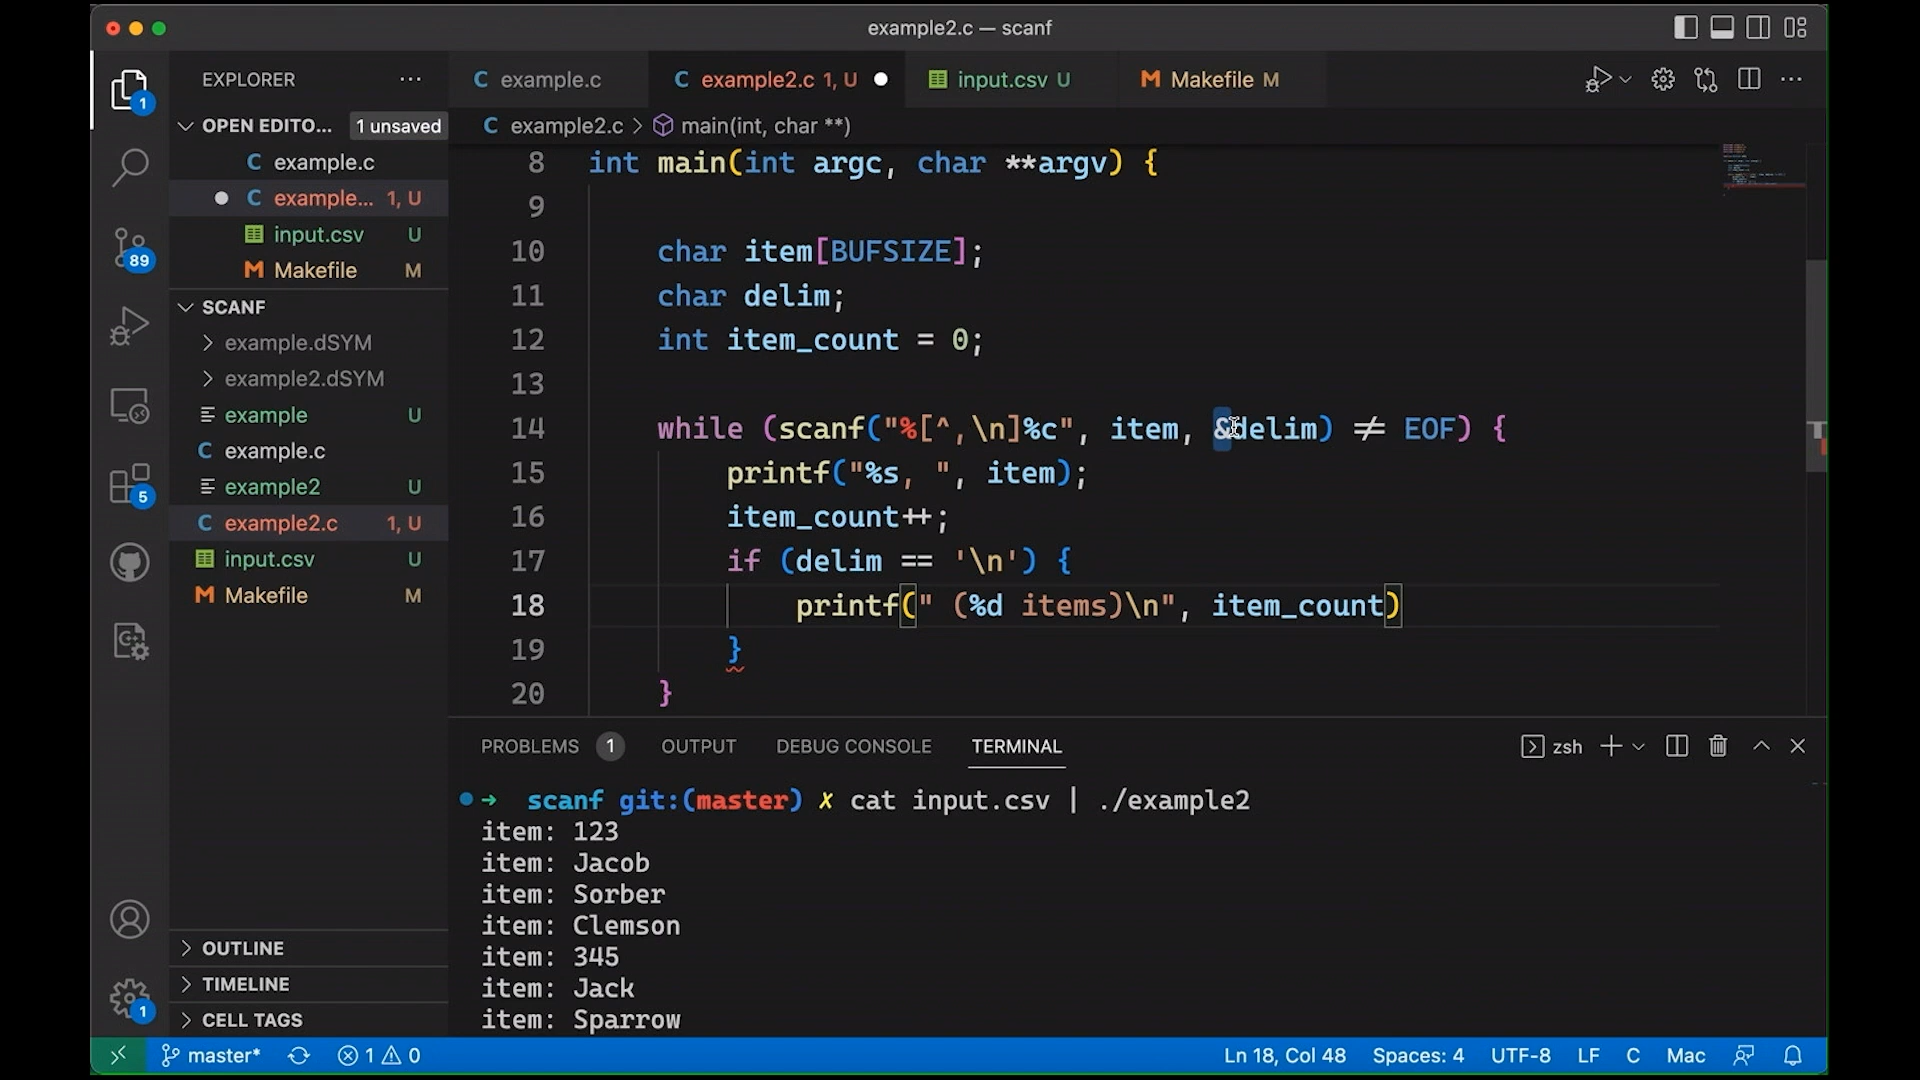 example2.c — scanf
EXPLORER
OPEN EDITO... 1 unsaved
C example.c
C example... 1, U
input.csv U
M Makefile M
SCANF
example.dSYM
example2.dSYM
example U
C example.c
example2 U
C example2.c 1, U
input.csv U
M Makefile M
OUTLINE
TIMELINE
CELL TAGS
1
89
5
1
C example.c
C example2.c 1, U
input.csv U
M Makefile M
C example2.c > main(int, char **)
8 int main(int argc, char **argv) {
9
10 char item[BUFSIZE];
11 char delim;
12 int item_count = 0;
13
14 while (scanf("%[^,\n]%c", item, &delim) != EOF) {
15 printf("%s, ", item);
16 item_count++;
17 if (delim == '\n') {
18 printf(" (%d items)\n", item_count)
19 }
20 }
PROBLEMS 1 OUTPUT DEBUG CONSOLE TERMINAL
zsh
→ scanf git:(master) ✗ cat input.csv | ./example2
item: 123
item: Jacob
item: Sorber
item: Clemson
item: 345
item: Jack
item: Sparrow
master* 1 0 Ln 18, Col 48 Spaces: 4 UTF-8 LF C Mac